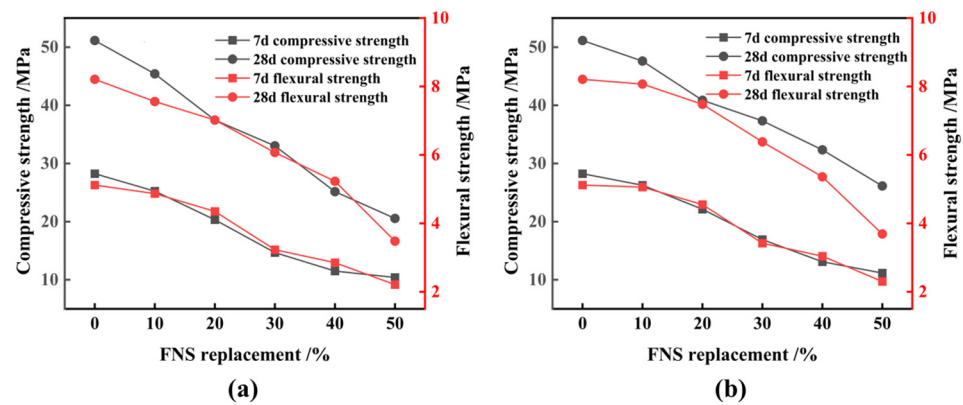 Compressive strength /MPa
50
40
30
20
10
7d compressive strength
28d compressive strength
7d flexural strength
28d flexural strength
10
8
6
4
2
Flexural strength /MPa
0 10 20 30 40 50
FNS replacement /%
(a)
Compressive strength /MPa
50
40
30
20
10
7d compressive strength
28d compressive strength
7d flexural strength
28d flexural strength
10
8
6
4
2
Flexural strength /MPa
0 10 20 30 40 50
FNS replacement /%
(b)